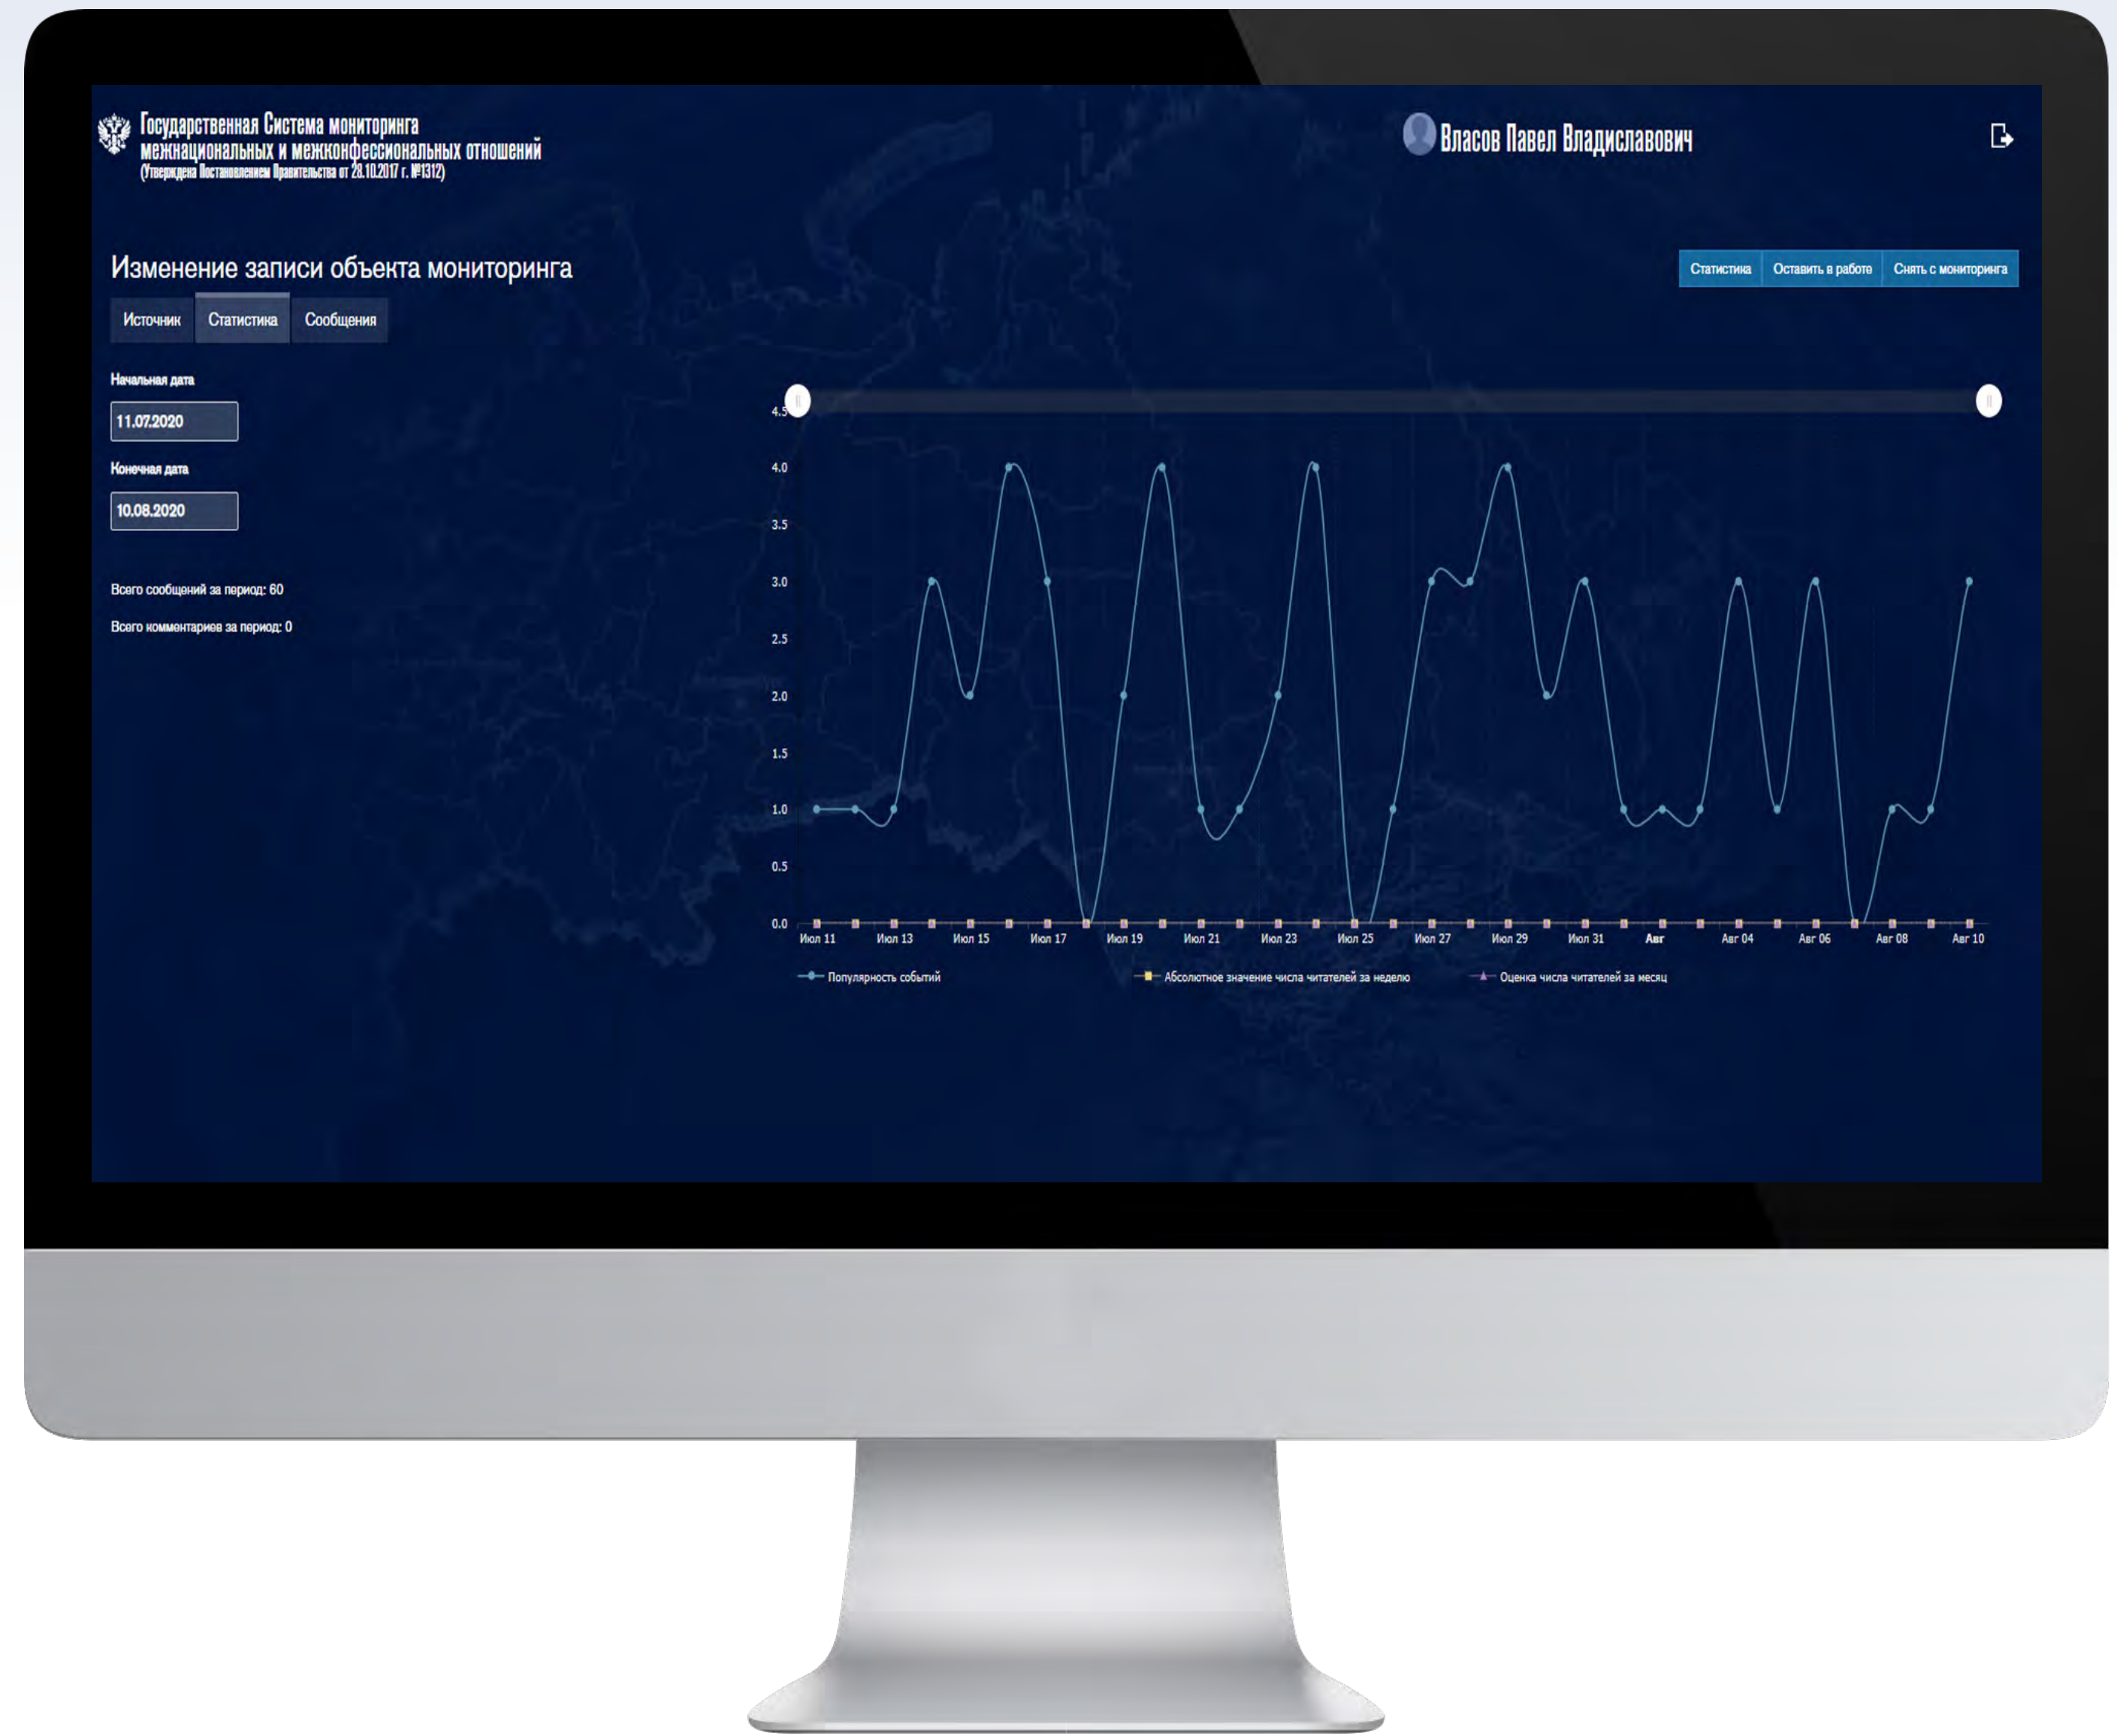 Государственная Система мониторинга
межнациональных и межконфессиональных отношений
(Утверждена Постановлением Правительства от 28.10.2017 г. №1312)
Власов Павел Владиславович
Изменение записи объекта мониторинга
Статистика Оставить в работе Снять с мониторинга
Источник Статистика Сообщения
Начальная дата
11.07.2020
Конечная дата
10.08.2020
Всего сообщений за период: 60
Всего комментариев за период: 0
4.5
4.0
3.5
3.0
2.5
2.0
1.5
1.0
0.5
0.0
Июл 11 Июл 13 Июл 15 Июл 17 Июл 19 Июл 21 Июл 23 Июл 25 Июл 27 Июл 29 Июл 31 Авг Авг 04 Авг 06 Авг 08 Авг 10
Популярность событий Абсолютное значение числа читателей за неделю Оценка числа читателей за месяц